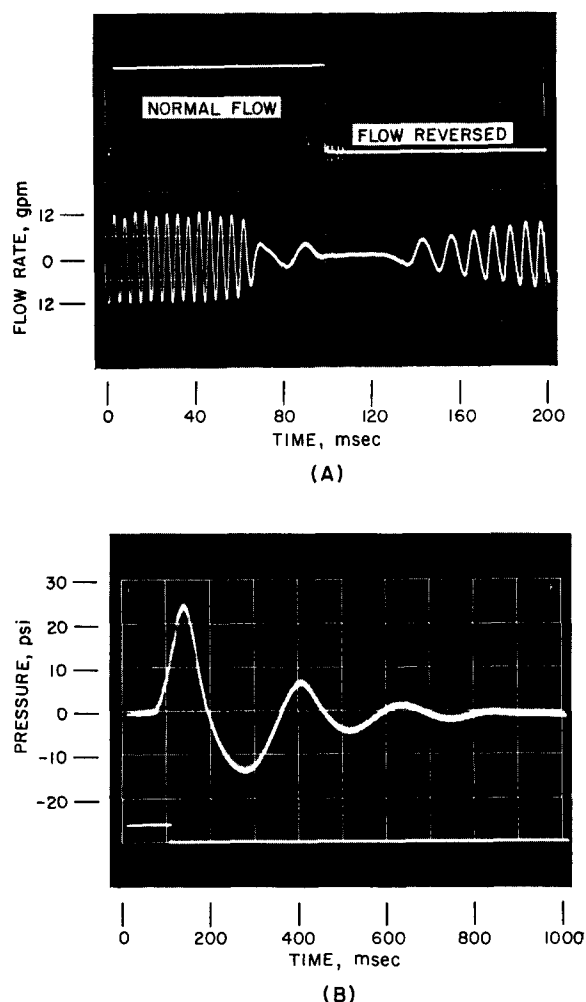 NORMAL FLOW
FLOW REVERSED
FLOW RATE, gpm
12
0
12
0 40 80 120 160 200
TIME, msec
(A)
PRESSURE, psi
30
20
10
0
-10
-20
0 200 400 600 800 1000
TIME, msec
(B)